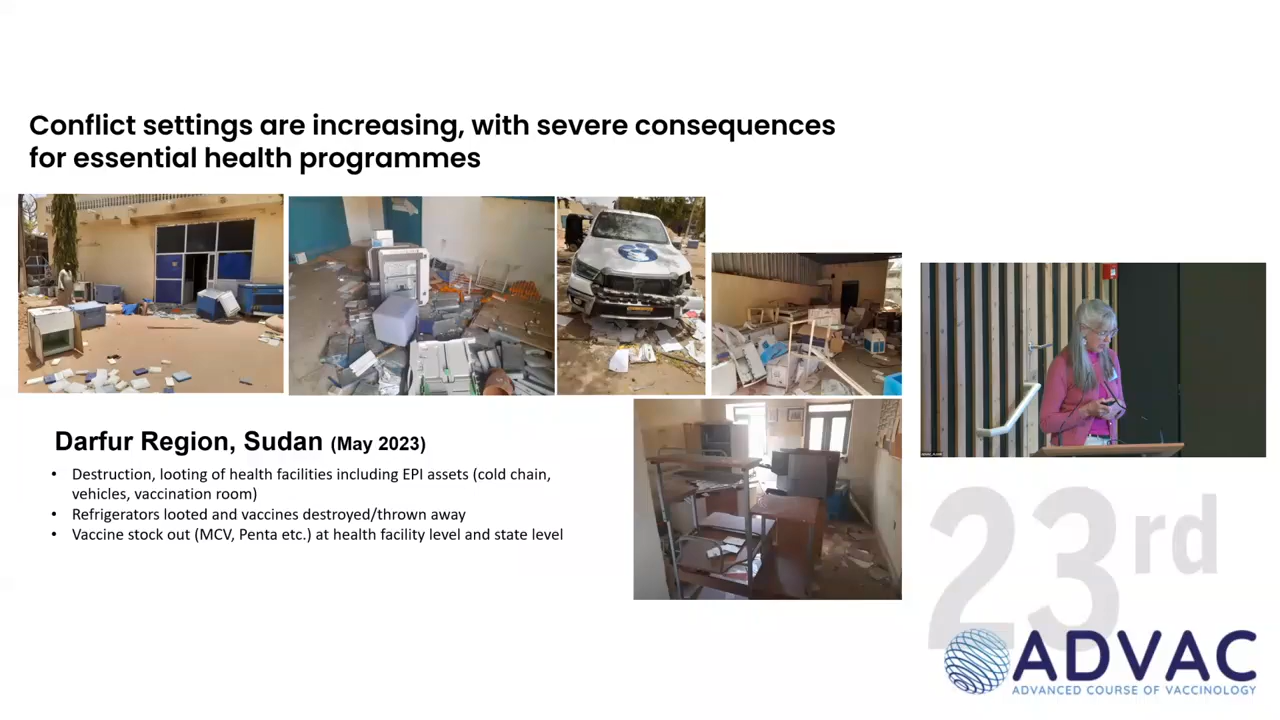 Conflict settings are increasing, with severe consequences
for essential health programmes
Darfur Region, Sudan (May 2023)
• Destruction, looting of health facilities including EPI assets (cold chain,
vehicles, vaccination room)
• Refrigerators looted and vaccines destroyed/thrown away
• Vaccine stock out (MCV, Penta etc.) at health facility level and state level
23rd
ADVAC
ADVANCED COURSE OF VACCINOLOGY